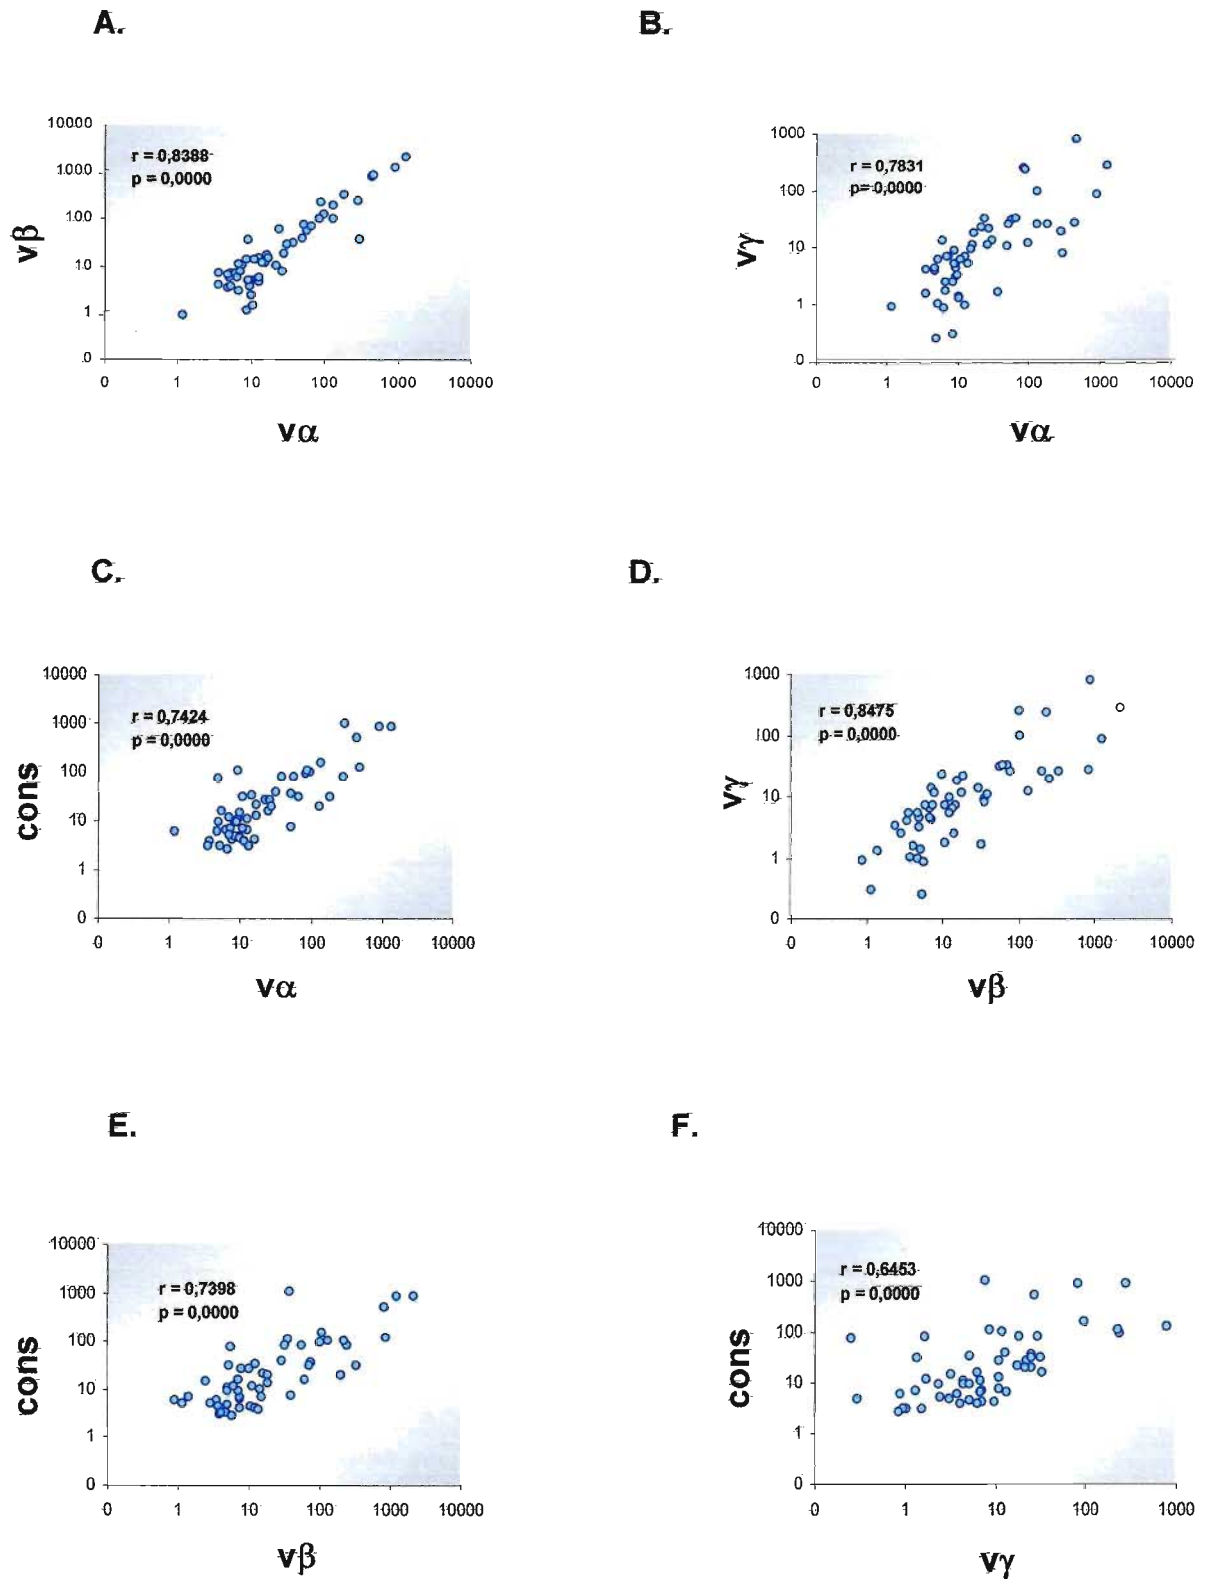 A.
B.
10000
1000
100
10
1
0
vβ
r = 0,8388
p = 0,0000
0 1 10 100 1000 10000
vα
1000
100
10
1
0
vγ
r = 0,7831
p = 0,0000
0 1 10 100 1000 10000
vα
C.
D.
10000
1000
100
10
1
0
cons
r = 0,7424
p = 0,0000
0 1 10 100 1000 10000
vα
1000
100
10
1
0
vγ
r = 0,8475
p = 0,0000
0 1 10 100 1000 10000
vβ
E.
F.
10000
1000
100
10
1
0
cons
r = 0,7398
p = 0,0000
0 1 10 100 1000 10000
vβ
10000
1000
100
10
1
0
cons
r = 0,6453
p = 0,0000
0 1 10 100 1000
vγ